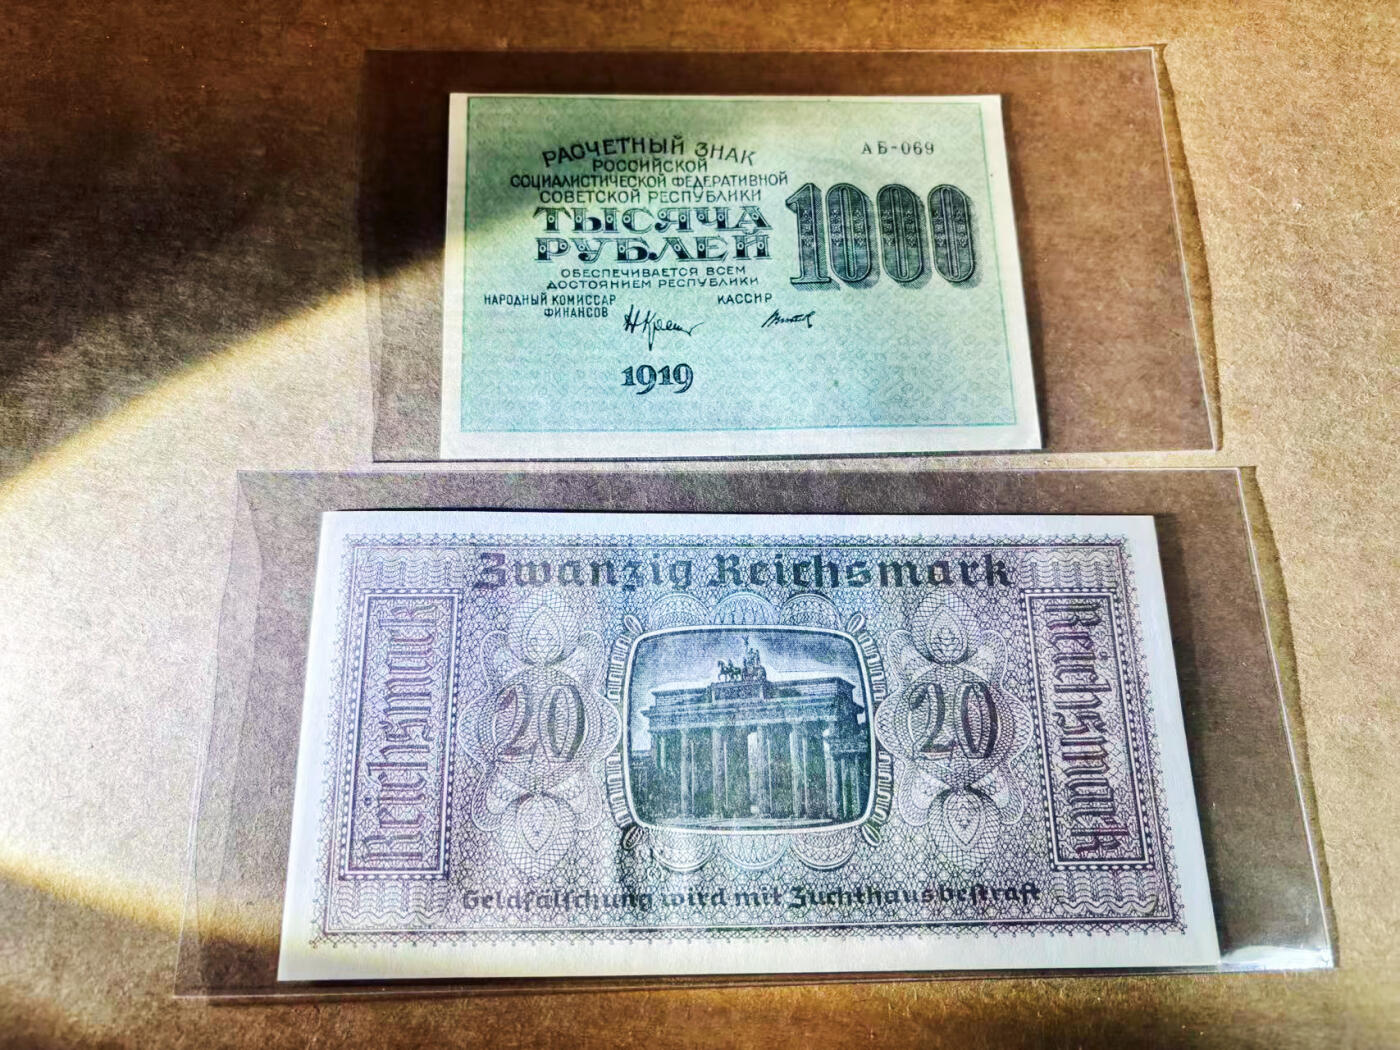 АБ-069
РАСЧЕТНЫЙ ЗНАК
РОССИЙСКОЙ
СОЦИАЛИСТИЧЕСКОЙ ФЕДЕРАТИВНОЙ
СОВЕТСКОЙ РЕСПУБЛИКИ
ТЫСЯЧА 1000
РУБЛЕЙ
ОБЕСПЕЧИВАЕТСЯ ВСЕМ
ДОСТОЯНИЕМ РЕСПУБЛИКИ
НАРОДНЫЙ КОМИССАР КАССИР
ФИНАНСОВ
1919
Zwanzig Reichsmark
Reichsmark
20 20
Reichsmark
Geldfälschung wird mit Zuchthaus bestraft